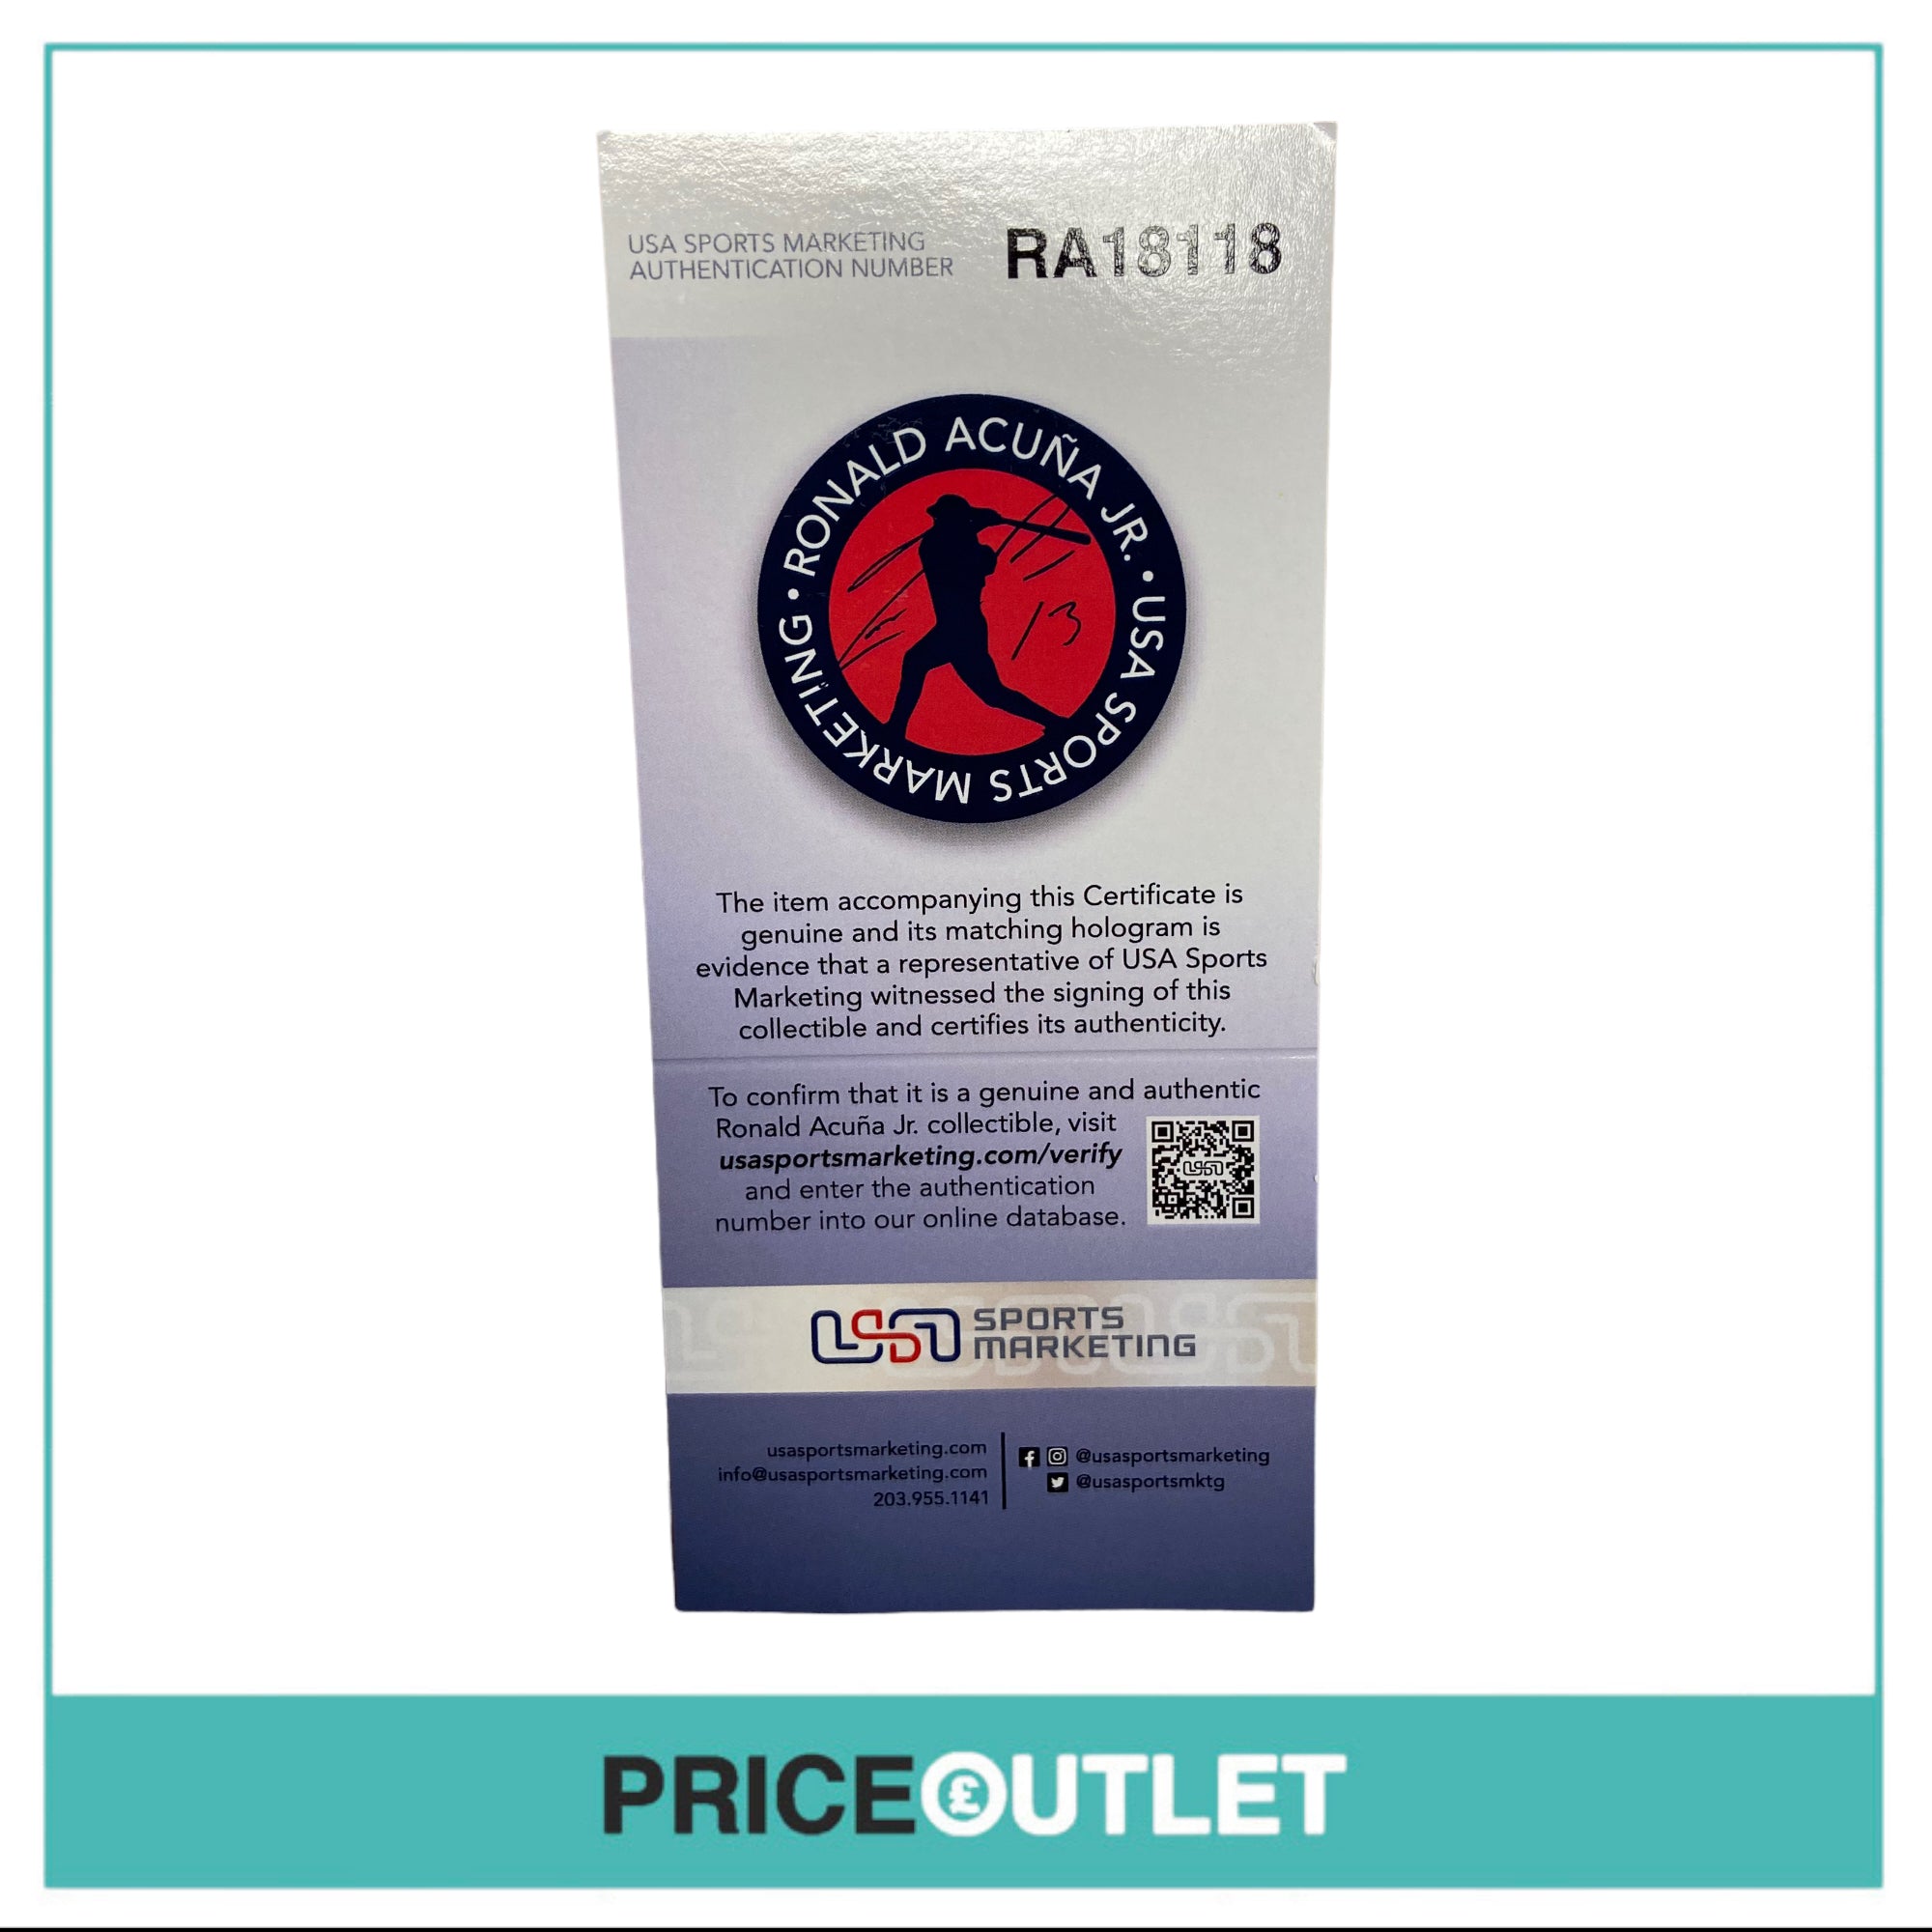 USA SPORTS MARKETING
AUTHENTICATION NUMBER
RA18118
RONALD ACUÑA JR. • USA SPORTS MARKETING •
13
The item accompanying this Certificate is
genuine and its matching hologram is
evidence that a representative of USA Sports
Marketing witnessed the signing of this
collectible and certifies its authenticity.
To confirm that it is a genuine and authentic
Ronald Acuña Jr. collectible, visit
usasportsmarketing.com/verify
and enter the authentication
number into our online database.
USA
USA SPORTS
MARKETING
usasportsmarketing.com
info@usasportsmarketing.com
203.955.1141
@usasportsmarketing
@usasportsmktg
PRICE£OUTLET